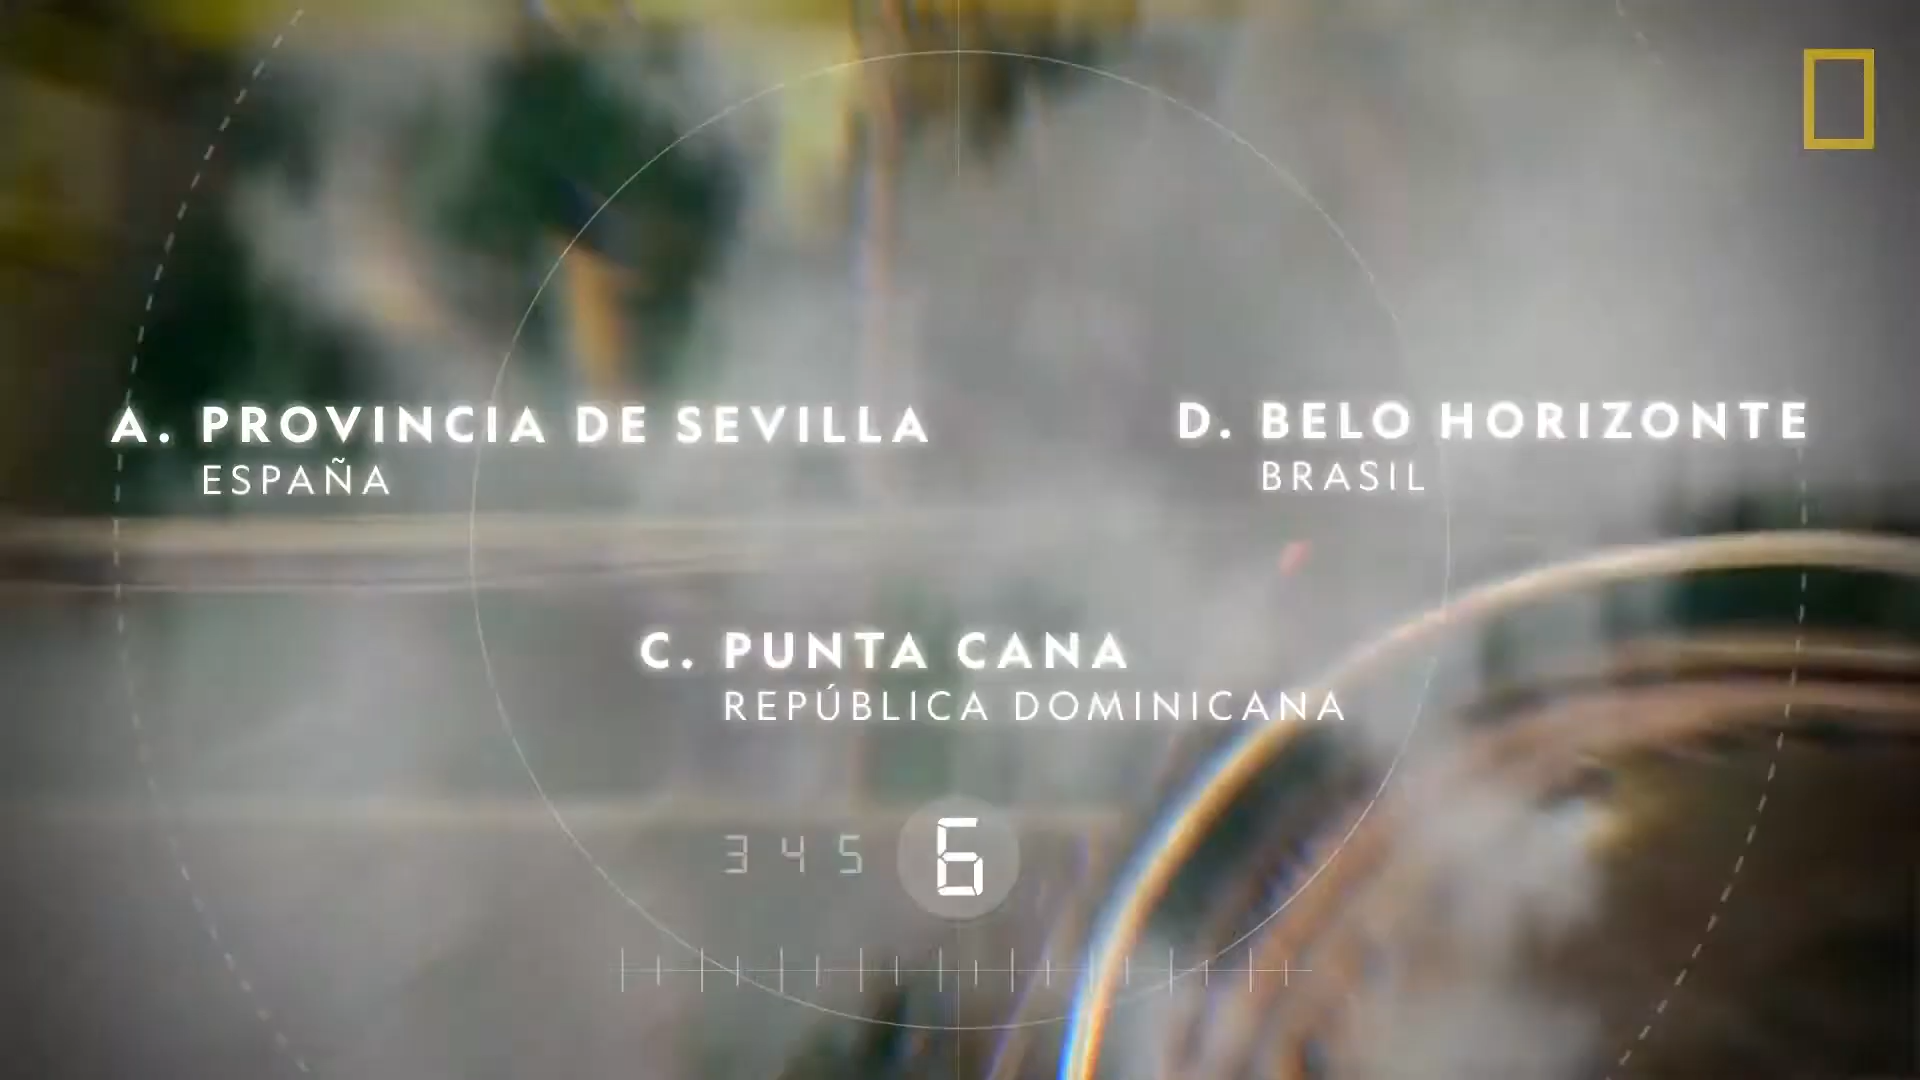 A. PROVINCIA DE SEVILLA
ESPAÑA
D. BELO HORIZONTE
BRASIL
C. PUNTA CANA
REPÚBLICA DOMINICANA
3 4 5 6